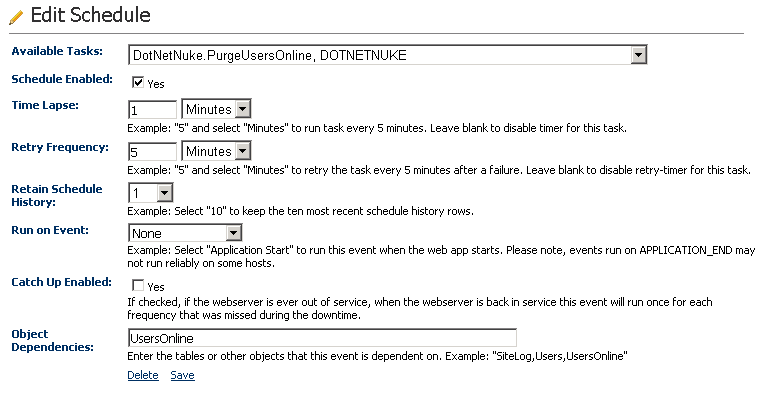 Edit Schedule
Available Tasks: DotNetNuke.PurgeUsersOnline, DOTNETNUKE
Schedule Enabled: Yes
Time Lapse: 1 Minutes
Example: "5" and select "Minutes" to run task every 5 minutes. Leave blank to disable timer for this task.
Retry Frequency: 5 Minutes
Example: "5" and select "Minutes" to retry the task every 5 minutes after a failure. Leave blank to disable retry-timer for this task.
Retain Schedule
History:
1
Example: Select "10" to keep the ten most recent schedule history rows.
Run on Event: None
Example: Select "Application Start" to run this event when the web app starts. Please note, events run on APPLICATION_END may
not run reliably on some hosts.
Catch Up Enabled: Yes
If checked, if the webserver is ever out of service, when the webserver is back in service this event will run once for each
frequency that was missed during the downtime.
Object
Dependencies:
UsersOnline
Enter the tables or other objects that this event is dependent on. Example: "SiteLog,Users,UsersOnline"
Delete Save